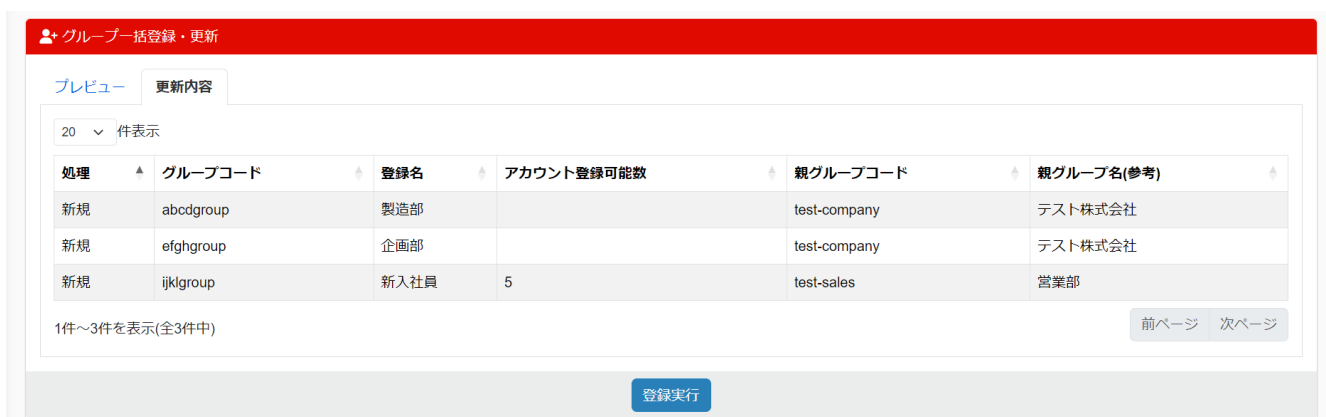 グループ一括登録・更新
プレビュー 更新内容
20 件表示
処理 グループコード 登録名 アカウント登録可能数 親グループコード 親グループ名(参考)
新規 abcdgroup 製造部 test-company テスト株式会社
新規 efghgroup 企画部 test-company テスト株式会社
新規 ijklgroup 新入社員 5 test-sales 営業部
1件〜3件を表示(全3件中) 前ページ 次ページ
登録実行